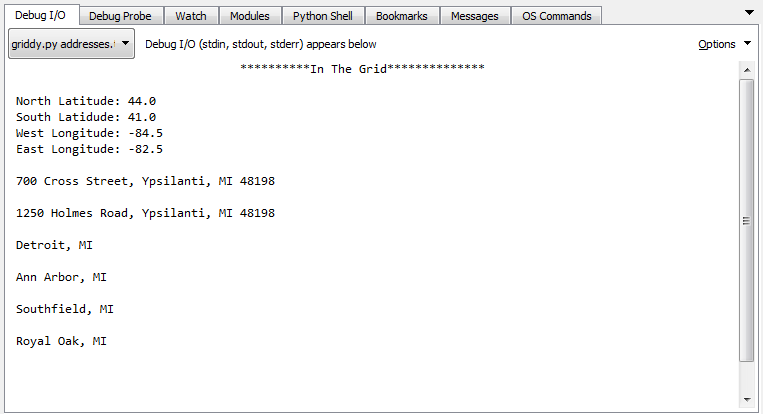 Debug I/O Debug Probe Watch Modules Python Shell Bookmarks Messages OS Commands
griddy.py addresses. Debug I/O (stdin, stdout, stderr) appears below Options
**********In The Grid**************
North Latitude: 44.0
South Latidude: 41.0
West Longitude: -84.5
East Longitude: -82.5
700 Cross Street, Ypsilanti, MI 48198
1250 Holmes Road, Ypsilanti, MI 48198
Detroit, MI
Ann Arbor, MI
Southfield, MI
Royal Oak, MI